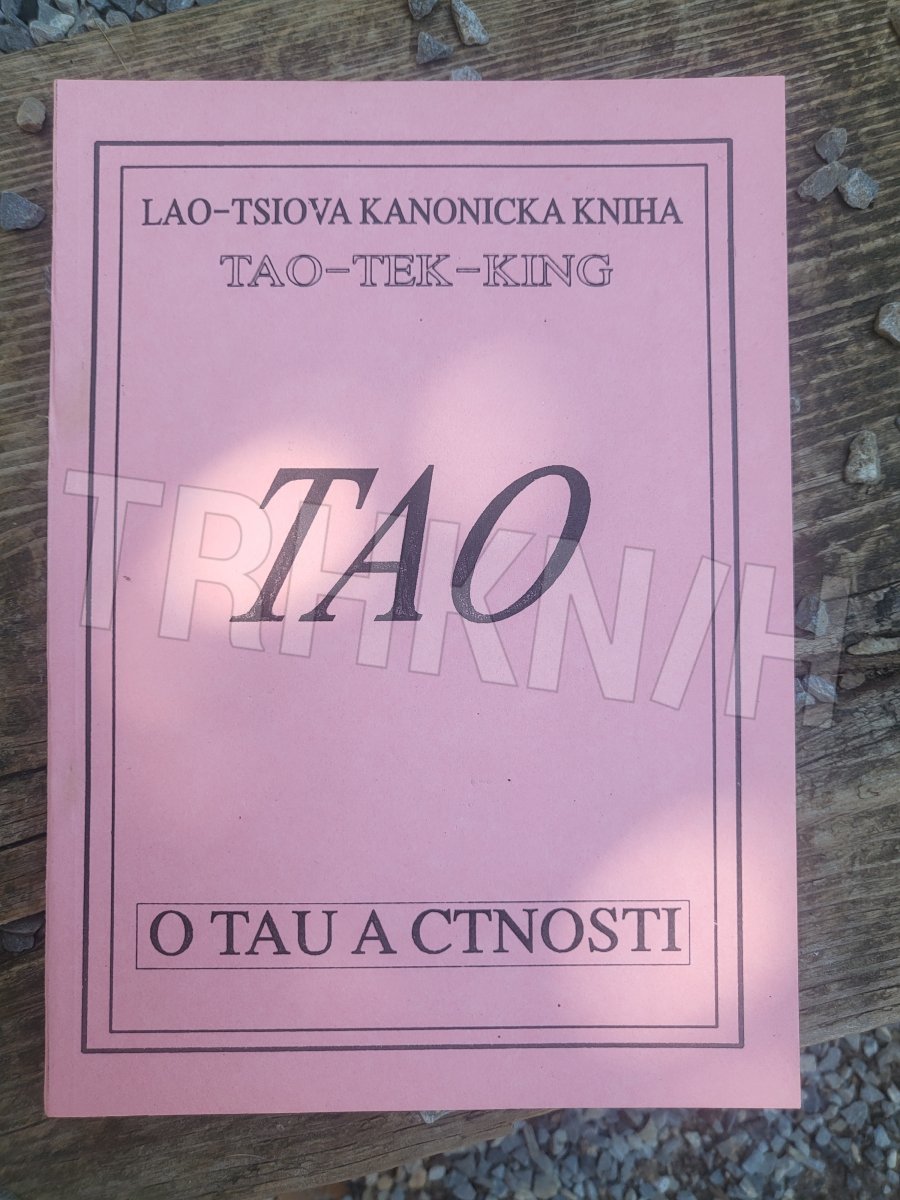 LAO-TSIOVA KANONICKA KNIHA
TAO-TEK-KING
TAO
TRHKNIH
O TAU A CTNOSTI